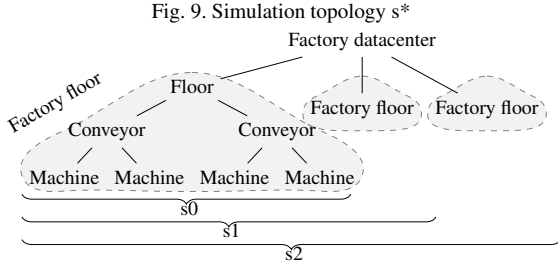 Fig. 9. Simulation topology s*
Factory datacenter
Factory floor
Floor
Factory floor
Factory floor
Conveyor
Conveyor
Machine
Machine
Machine
Machine
s0
s1
s2